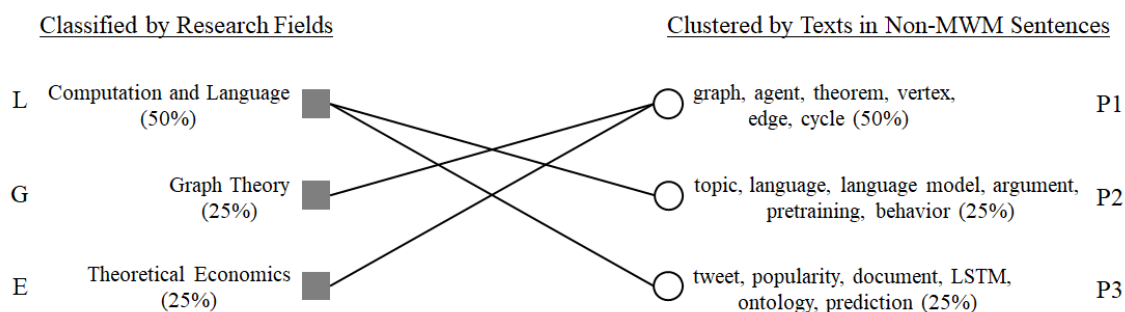 Classified by Research Fields
Clustered by Texts in Non-MWM Sentences
L
Computation and Language
(50%)
graph, agent, theorem, vertex,
edge, cycle (50%)
P1
G
Graph Theory
(25%)
topic, language, language model, argument,
pretraining, behavior (25%)
P2
E
Theoretical Economics
(25%)
tweet, popularity, document, LSTM,
ontology, prediction (25%)
P3